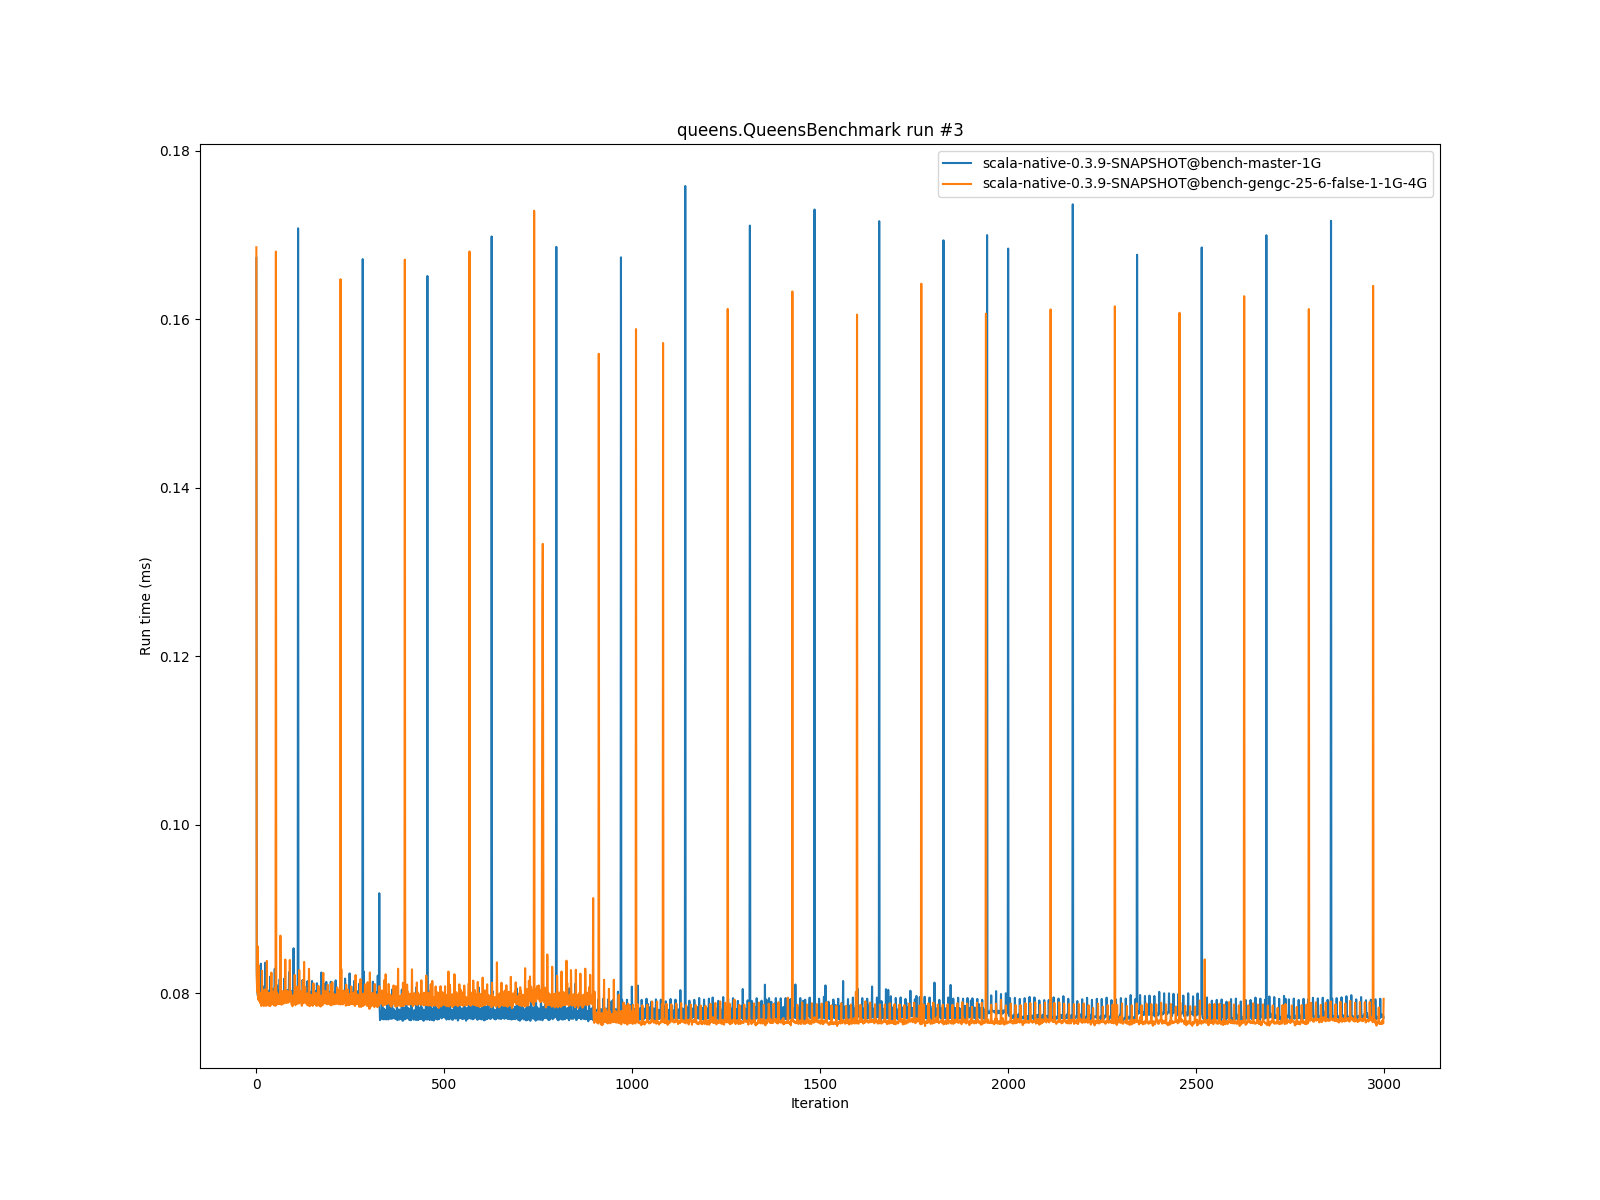 queens.QueensBenchmark run #3
scala-native-0.3.9-SNAPSHOT@bench-master-1G
scala-native-0.3.9-SNAPSHOT@bench-gengc-25-6-false-1-1G-4G
Run time (ms)
0.18
0.16
0.14
0.12
0.10
0.08
0
500
1000
1500
2000
2500
3000
Iteration